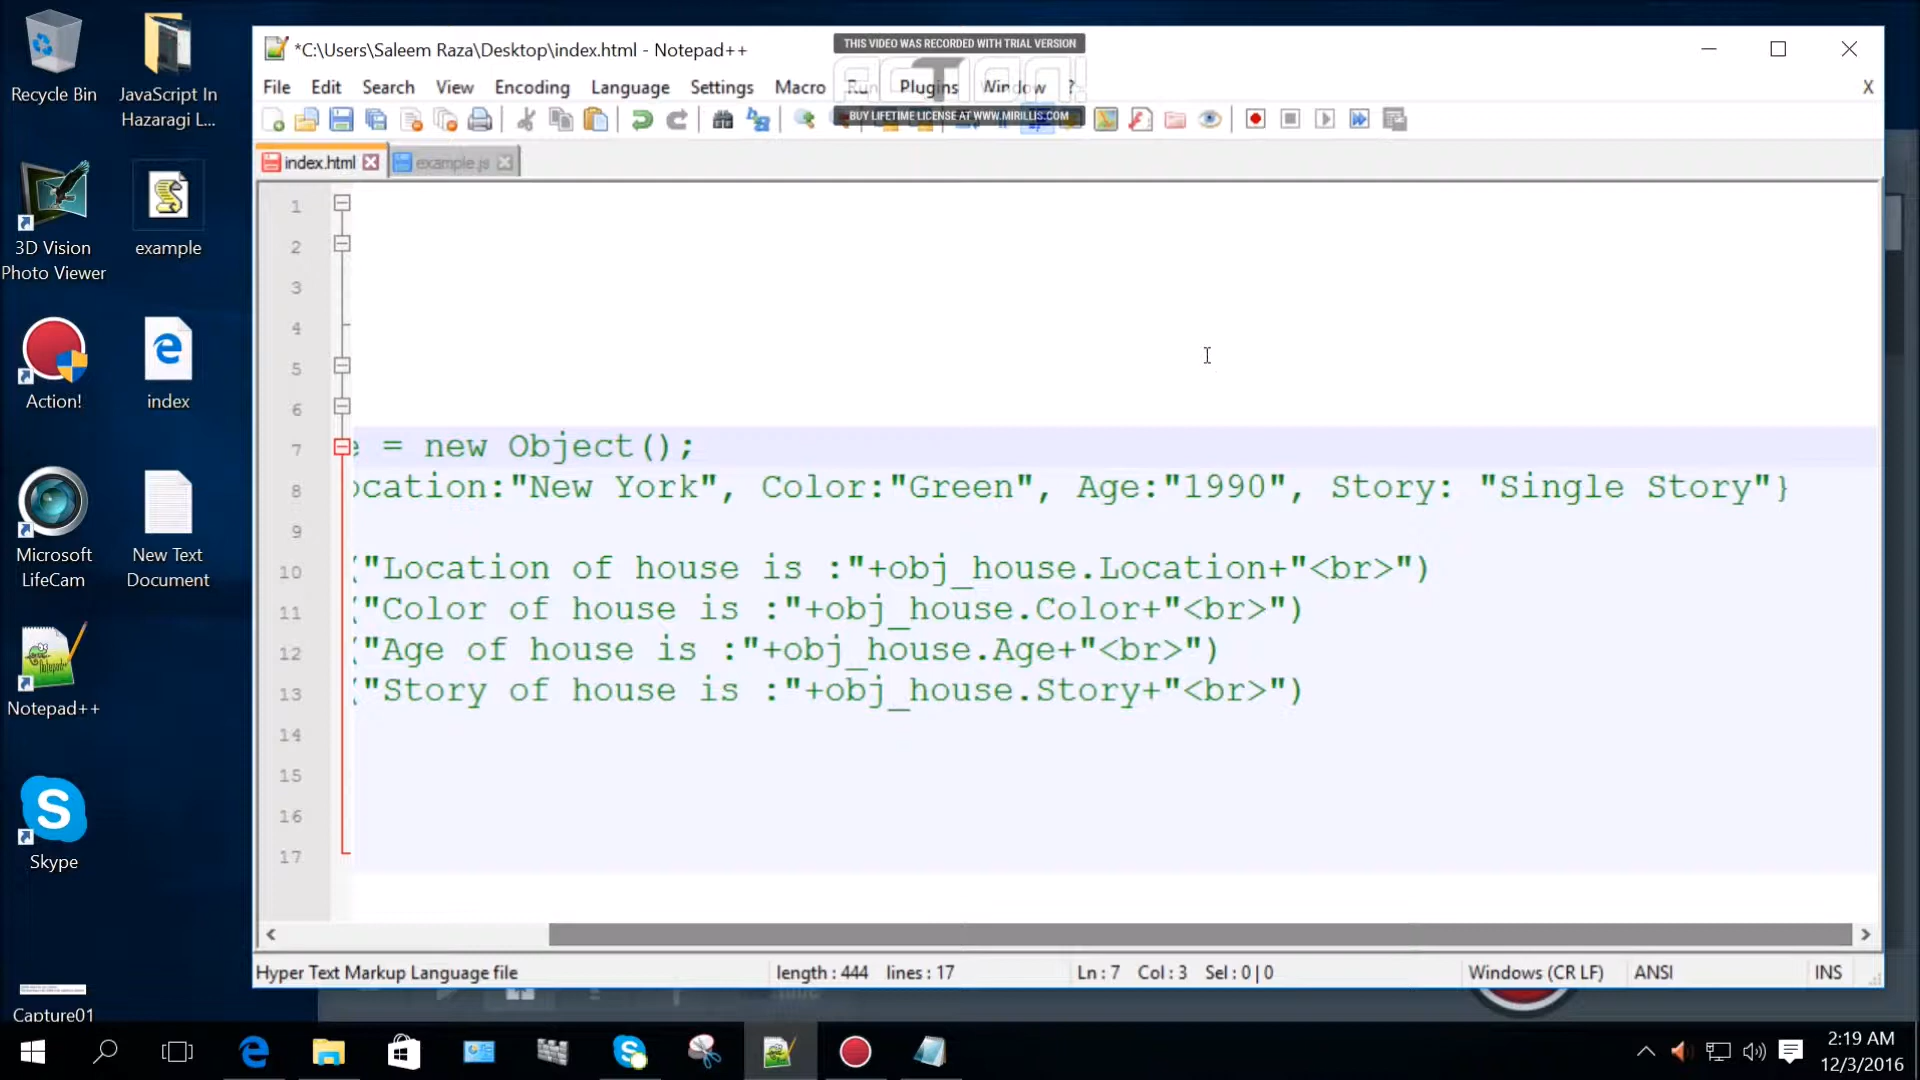 Recycle Bin
JavaScript In
Hazaragi L...
3D Vision
Photo Viewer
example
Action!
index
Microsoft
LifeCam
New Text
Document
Notepad++
Skype
Capture01
*C:\Users\Saleem Raza\Desktop\index.html - Notepad++
THIS VIDEO WAS RECORDED WITH TRIAL VERSION
File Edit Search View Encoding Language Settings Macro Run Plugins Window ?
X
BUY LIFETIME LICENSE AT WWW.MIRILLIS.COM
index.html example.js
1
2
3
4
5
6
7 e = new Object();
8 ocation:"New York", Color:"Green", Age:"1990", Story: "Single Story"}
9
10 ("Location of house is :"+obj_house.Location+"<br>")
11 ("Color of house is :"+obj_house.Color+"<br>")
12 ("Age of house is :"+obj_house.Age+"<br>")
13 ("Story of house is :"+obj_house.Story+"<br>")
14
15
16
17
Hyper Text Markup Language file length : 444 lines : 17 Ln : 7 Col : 3 Sel : 0 | 0 Windows (CR LF) ANSI INS
2:19 AM
12/3/2016